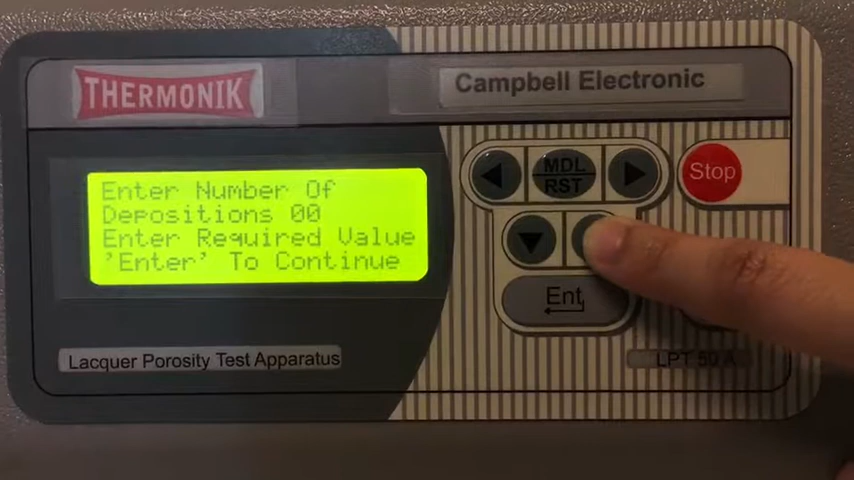 THERMONIK
Campbell Electronic
Enter Number Of
Depositions 00
Enter Required Value
'Enter' To Continue
MDL
RST
Stop
Ent
Lacquer Porosity Test Apparatus
LPT 50 A